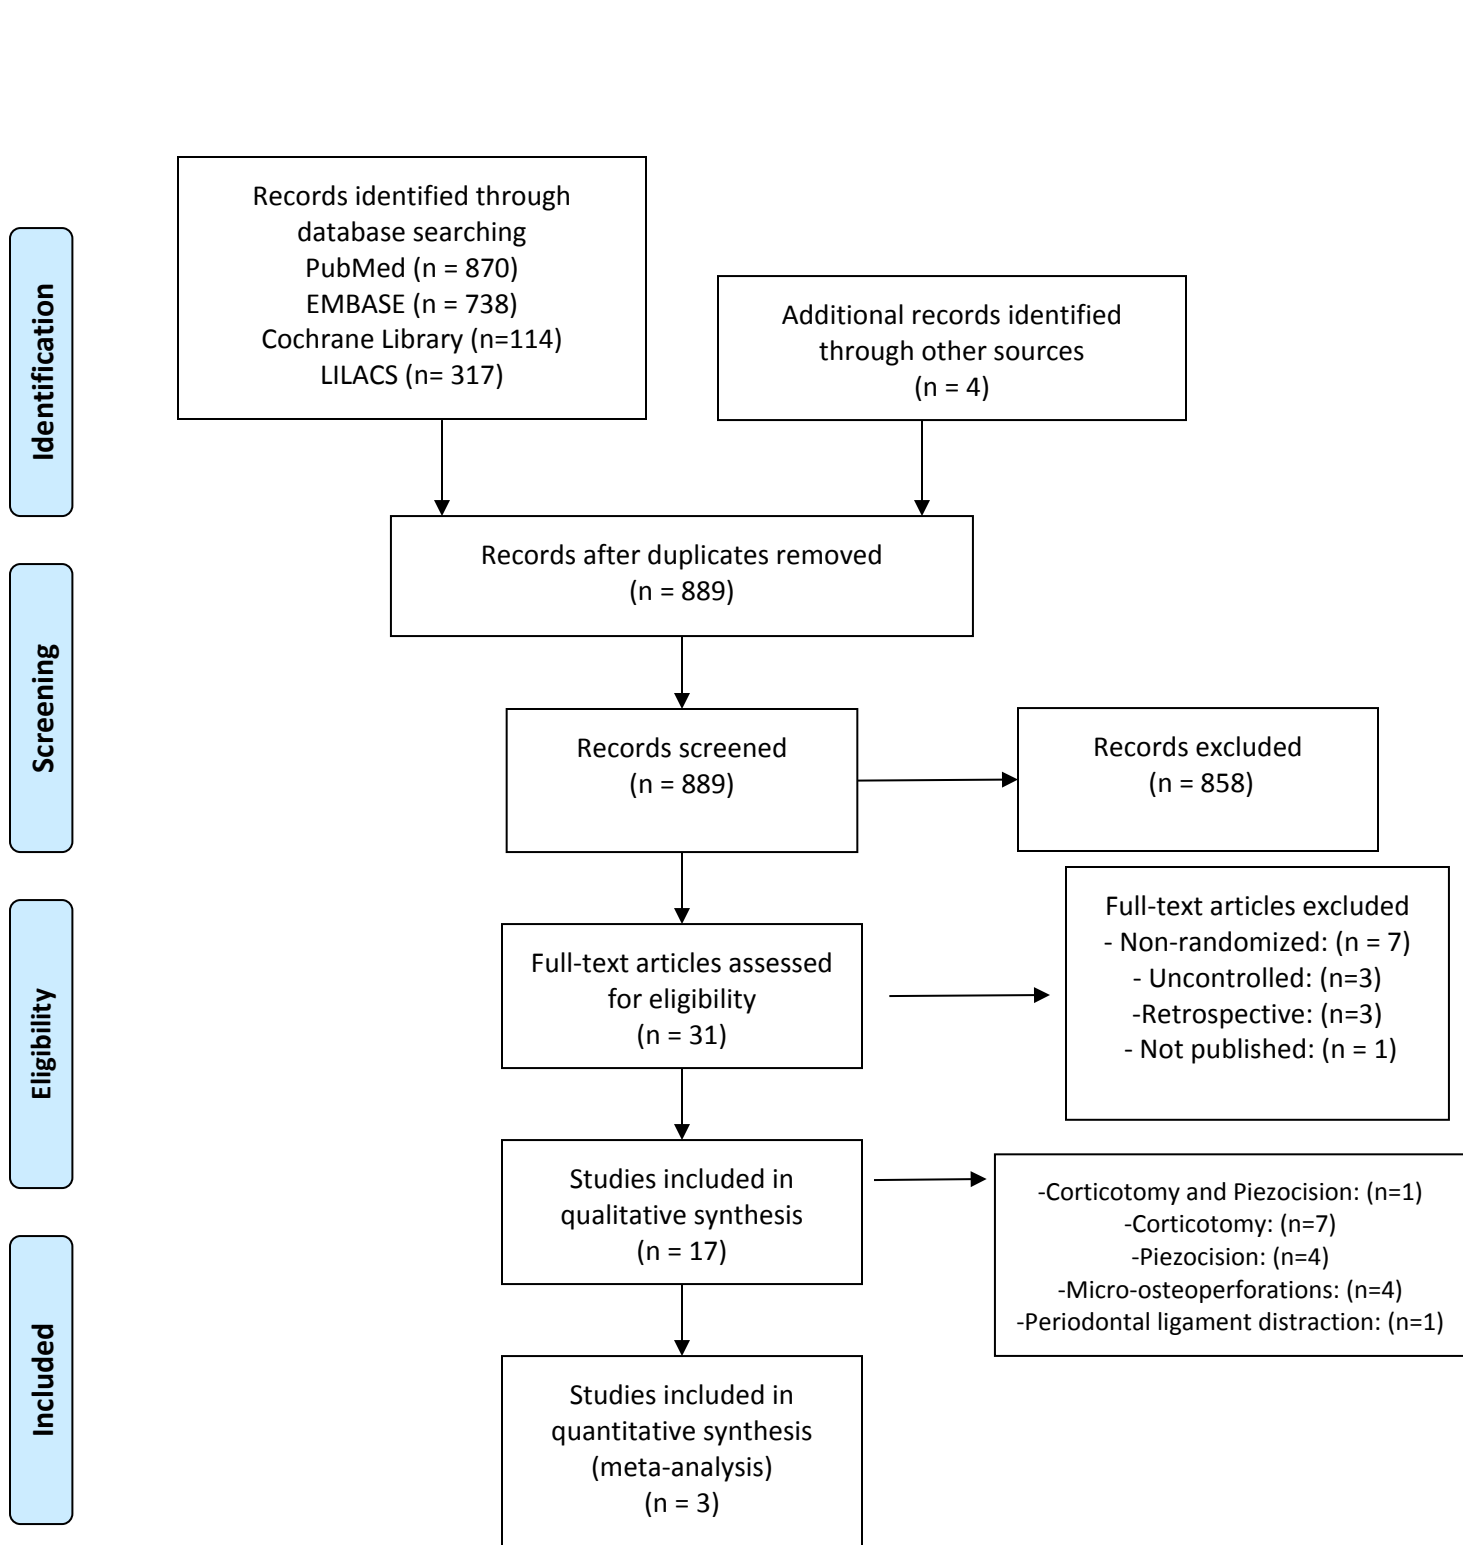 Identification
Records identified through
database searching
PubMed (n = 870)
EMBASE (n = 738)
Cochrane Library (n=114)
LILACS (n= 317)
Additional records identified
through other sources
(n = 4)
Records after duplicates removed
(n = 889)
Screening
Records screened
(n = 889)
Records excluded
(n = 858)
Eligibility
Full-text articles assessed
for eligibility
(n = 31)
Full-text articles excluded
- Non-randomized: (n = 7)
- Uncontrolled: (n=3)
-Retrospective: (n=3)
- Not published: (n = 1)
Studies included in
qualitative synthesis
(n = 17)
-Corticotomy and Piezocision: (n=1)
-Corticotomy: (n=7)
-Piezocision: (n=4)
-Micro-osteoperforations: (n=4)
-Periodontal ligament distraction: (n=1)
Included
Studies included in
quantitative synthesis
(meta-analysis)
(n = 3)